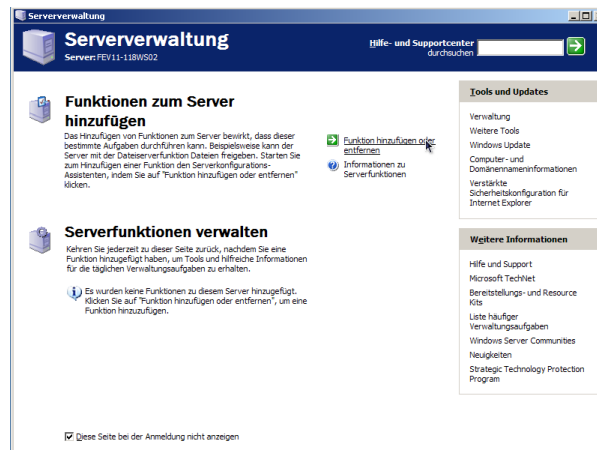 Serververwaltung
Serververwaltung
Server: FEV11-118WS02
Hilfe- und Supportcenter
durchsuchen
Funktionen zum Server
hinzufügen
Das Hinzufügen von Funktionen zum Server bewirkt, dass dieser
bestimmte Aufgaben durchführen kann. Beispielsweise kann der
Server mit der Dateiserverfunktion Dateien freigeben. Starten Sie
zum Hinzufügen einer Funktion den Serverkonfigurations-
Assistenten, indem Sie auf "Funktion hinzufügen oder entfernen"
klicken.
Funktion hinzufügen oder
entfernen
Informationen zu
Serverfunktionen
Serverfunktionen verwalten
Kehren Sie jederzeit zu dieser Seite zurück, nachdem Sie eine
Funktion hinzugefügt haben, um Tools und hilfreiche Informationen
für die täglichen Verwaltungsaufgaben zu erhalten.
Es wurden keine Funktionen zu diesem Server hinzugefügt.
Klicken Sie auf "Funktion hinzufügen oder entfernen", um eine
Funktion hinzuzufügen.
Diese Seite bei der Anmeldung nicht anzeigen
Tools und Updates
Verwaltung
Weitere Tools
Windows Update
Computer- und
Domänennameninformationen
Verstärkte
Sicherheitskonfiguration für
Internet Explorer
Weitere Informationen
Hilfe und Support
Microsoft TechNet
Bereitstellungs- und Resource
Kits
Liste häufiger
Verwaltungsaufgaben
Windows Server Communities
Neuigkeiten
Strategic Technology Protection
Program